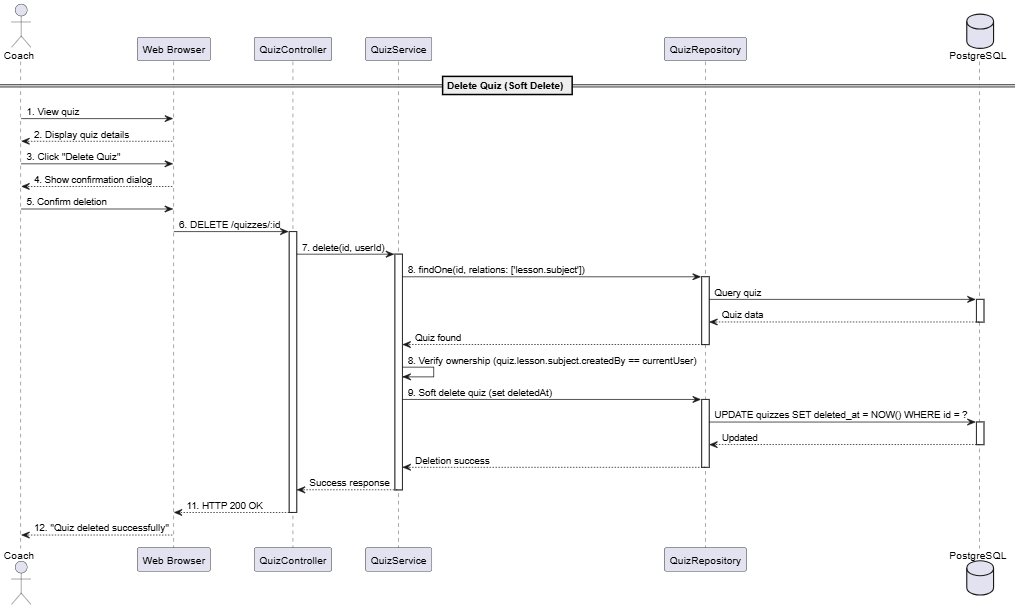 Coach
Web Browser
QuizController
QuizService
QuizRepository
PostgreSQL
Delete Quiz (Soft Delete)
1. View quiz
2. Display quiz details
3. Click "Delete Quiz"
4. Show confirmation dialog
5. Confirm deletion
6. DELETE /quizzes/:id
7. delete(id, userId)
8. findOne(id, relations: ['lesson.subject'])
Query quiz
Quiz data
Quiz found
8. Verify ownership (quiz.lesson.subject.createdBy == currentUser)
9. Soft delete quiz (set deletedAt)
UPDATE quizzes SET deleted_at = NOW() WHERE id = ?
Updated
Deletion success
Success response
11. HTTP 200 OK
12. "Quiz deleted successfully"
Coach
Web Browser
QuizController
QuizService
QuizRepository
PostgreSQL